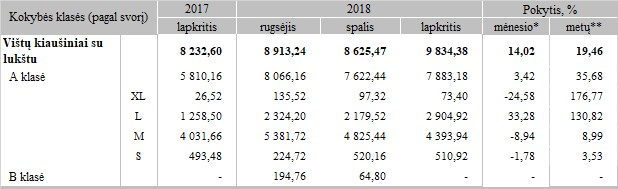 Kokybės klasės (pagal svorį) 2017 2018 Pokytis, %
lapkritis rugsėjis spalis lapkritis mėnesio* metų**
Vištų kiaušiniai su lukštu 8 232,60 8 913,24 8 625,47 9 834,38 14,02 19,46
A klasė 5 810,16 8 066,16 7 622,44 7 883,18 3,42 35,68
XL 26,52 135,52 97,32 73,40 -24,58 176,77
L 1 258,50 2 324,20 2 179,52 2 904,92 33,28 130,82
M 4 031,66 5 381,72 4 825,44 4 393,94 -8,94 8,99
S 493,48 224,72 520,16 510,92 -1,78 3,53
B klasė - 194,76 64,80 - - -